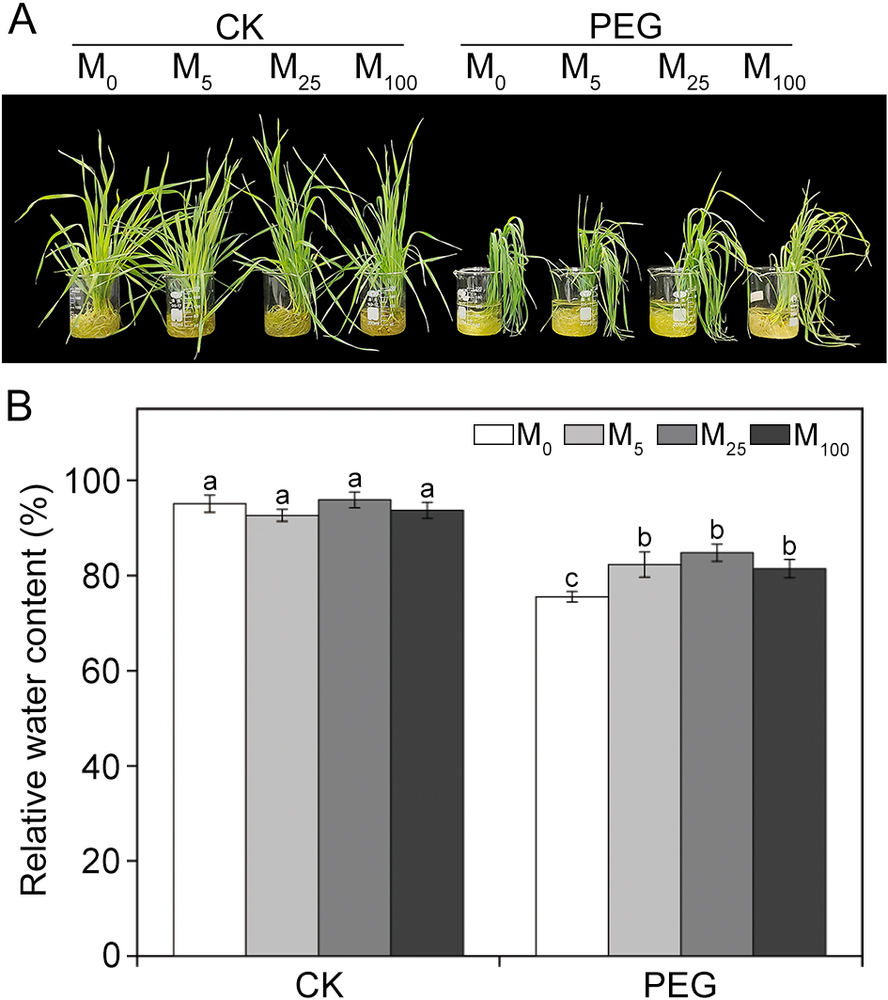 A
CK PEG
M0 M5 M25 M100 M0 M5 M25 M100
B
M0 M5 M25 M100
Relative water content (%)
100
80
60
40
20
0
a a a a
c b b b
CK PEG